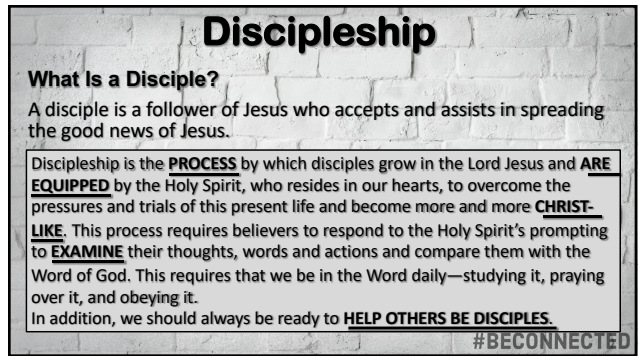 Discipleship
What Is a Disciple?
A disciple is a follower of Jesus who accepts and assists in spreading
the good news of Jesus.
Discipleship is the PROCESS by which disciples grow in the Lord Jesus and ARE
EQUIPPED by the Holy Spirit, who resides in our hearts, to overcome the
pressures and trials of this present life and become more and more CHRIST-
LIKE. This process requires believers to respond to the Holy Spirit’s prompting
to EXAMINE their thoughts, words and actions and compare them with the
Word of God. This requires that we be in the Word daily—studying it, praying
over it, and obeying it.
In addition, we should always be ready to HELP OTHERS BE DISCIPLES.
#BECONNECTED